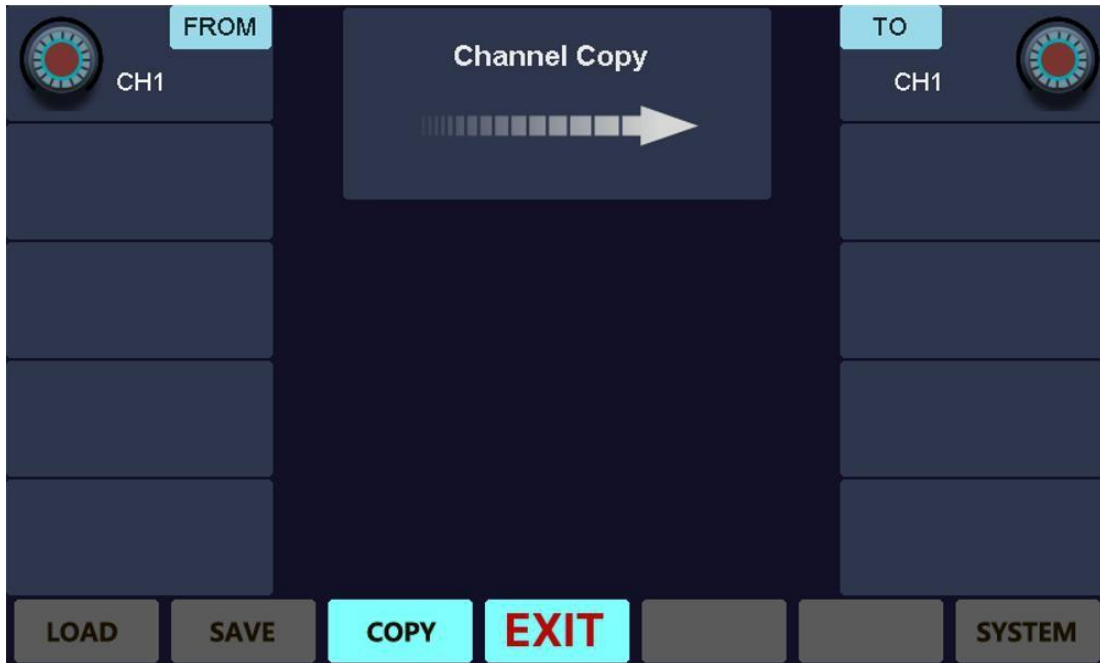 FROM
CH1
Channel Copy
TO
CH1
LOAD
SAVE
COPY
EXIT
SYSTEM